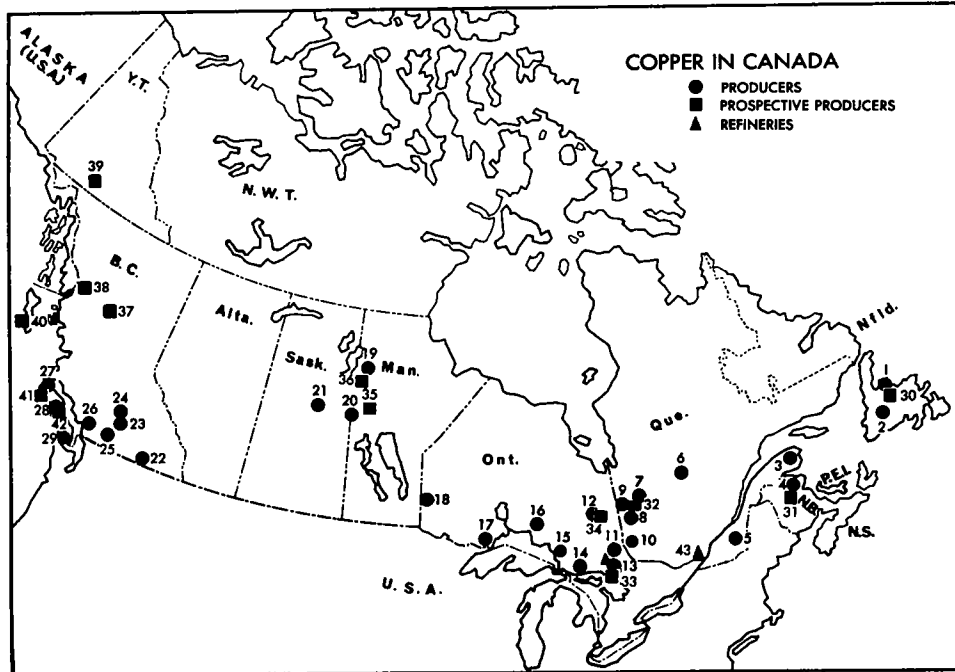 COPPER IN CANADA
PRODUCERS
PROSPECTIVE PRODUCERS
REFINERIES
ALASKA
(U.S.A)
Y.T.
39
N.W.T.
B.C.
38
37
40
Alta.
Sask.
Man.
19
36
35
21
20
27
41
28
42
29
26
24
23
25
22
Ont.
18
17
16
15
14
12
34
9
7
32
8
10
11
13
33
Que.
6
43
5
Nfld.
1
30
2
3
4
P.E.I.
N.B.
31
N.S.
U.S.A.